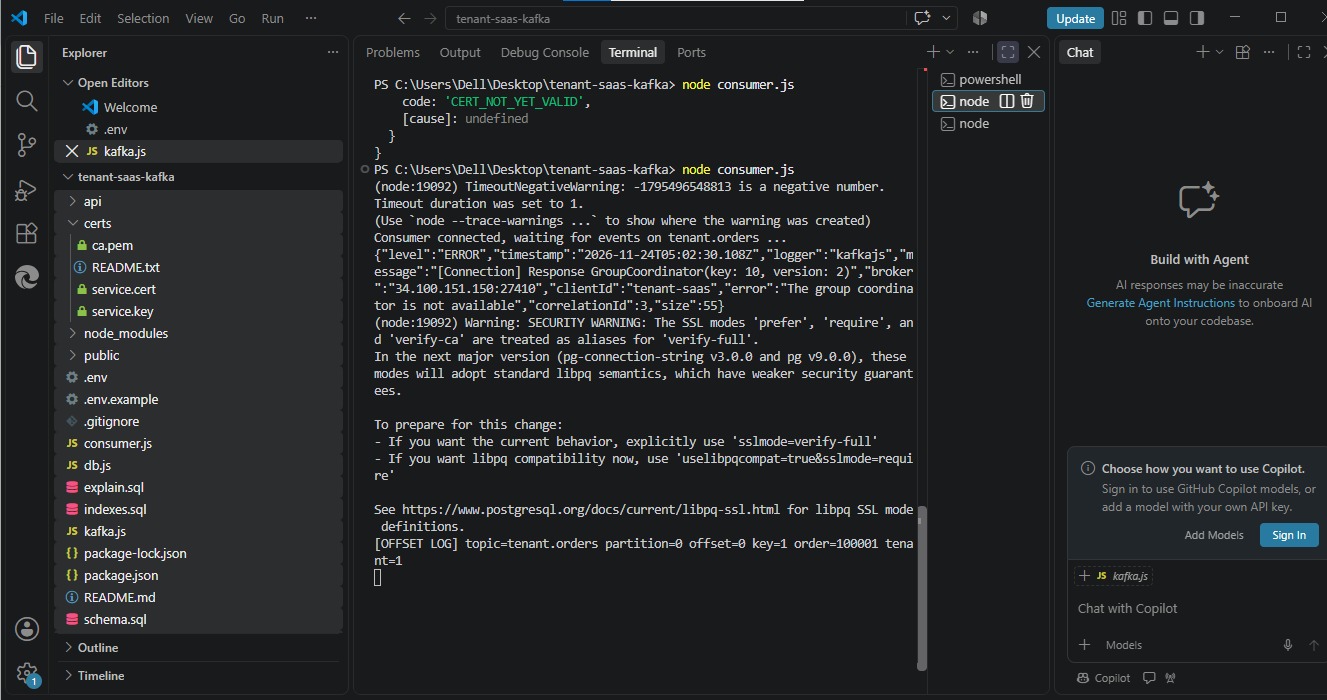 File Edit Selection View Go Run ···
tenant-saas-kafka
Update
Explorer
Open Editors
Welcome
.env
JS kafka.js
tenant-saas-kafka
api
certs
ca.pem
README.txt
service.cert
service.key
node_modules
public
.env
.env.example
.gitignore
JS consumer.js
JS db.js
explain.sql
indexes.sql
JS kafka.js
{} package-lock.json
{} package.json
README.md
schema.sql
Outline
Timeline
1
Problems Output Debug Console Terminal Ports
PS C:\Users\Dell\Desktop\tenant-saas-kafka> node consumer.js
code: 'CERT_NOT_YET_VALID',
[cause]: undefined
}
}
PS C:\Users\Dell\Desktop\tenant-saas-kafka> node consumer.js
(node:19092) TimeoutNegativeWarning: -1795496548813 is a negative number.
Timeout duration was set to 1.
(Use `node --trace-warnings ...` to show where the warning was created)
Consumer connected, waiting for events on tenant.orders ...
{"level":"ERROR","timestamp":"2026-11-24T05:02:30.108Z","logger":"kafkajs","m
essage":"[Connection] Response GroupCoordinator(key: 10, version: 2)","broker
":"34.100.151.150:27410","clientId":"tenant-saas","error":"The group coordina
tor is not available","correlationId":3,"size":55}
(node:19092) Warning: SECURITY WARNING: The SSL modes 'prefer', 'require', an
d 'verify-ca' are treated as aliases for 'verify-full'.
In the next major version (pg-connection-string v3.0.0 and pg v9.0.0), these
modes will adopt standard libpq semantics, which have weaker security guarant
ees.
To prepare for this change:
- If you want the current behavior, explicitly use 'sslmode=verify-full'
- If you want libpq compatibility now, use 'uselibpqcompat=true&sslmode=requi
re'
See https://www.postgresql.org/docs/current/libpq-ssl.html for libpq SSL mode
definitions.
[OFFSET LOG] topic=tenant.orders partition=0 offset=0 key=1 order=100001 tena
nt=1
powershell
node
node
Chat
Build with Agent
AI responses may be inaccurate
Generate Agent Instructions to onboard AI
onto your codebase.
Choose how you want to use Copilot.
Sign in to use GitHub Copilot models, or
add a model with your own API key.
Add Models Sign In
JS kafka.js
Chat with Copilot
Models
Copilot